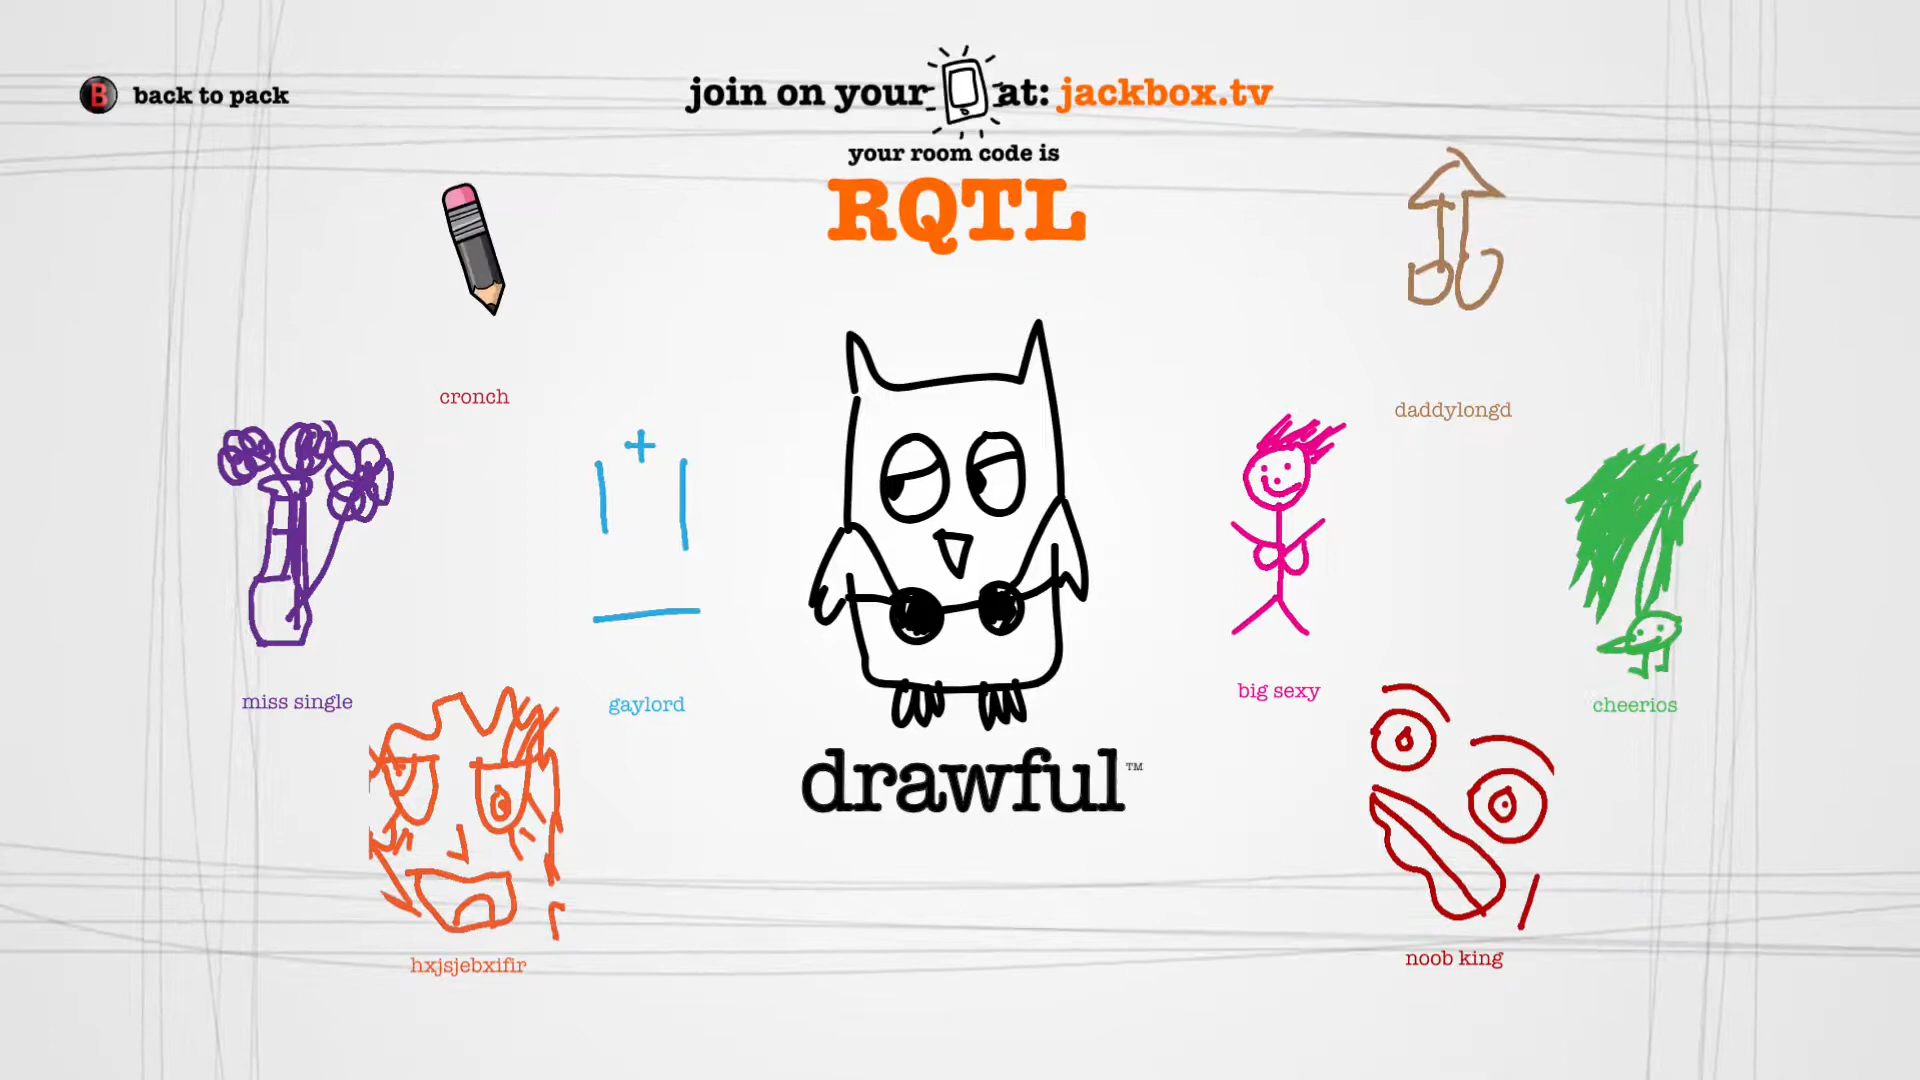 B back to pack
join on your at: jackbox.tv
your room code is
RQTL
cronch
daddylongd
miss single
gaylord
big sexy
cheerios
drawful™
hxjsjebxifir
noob king